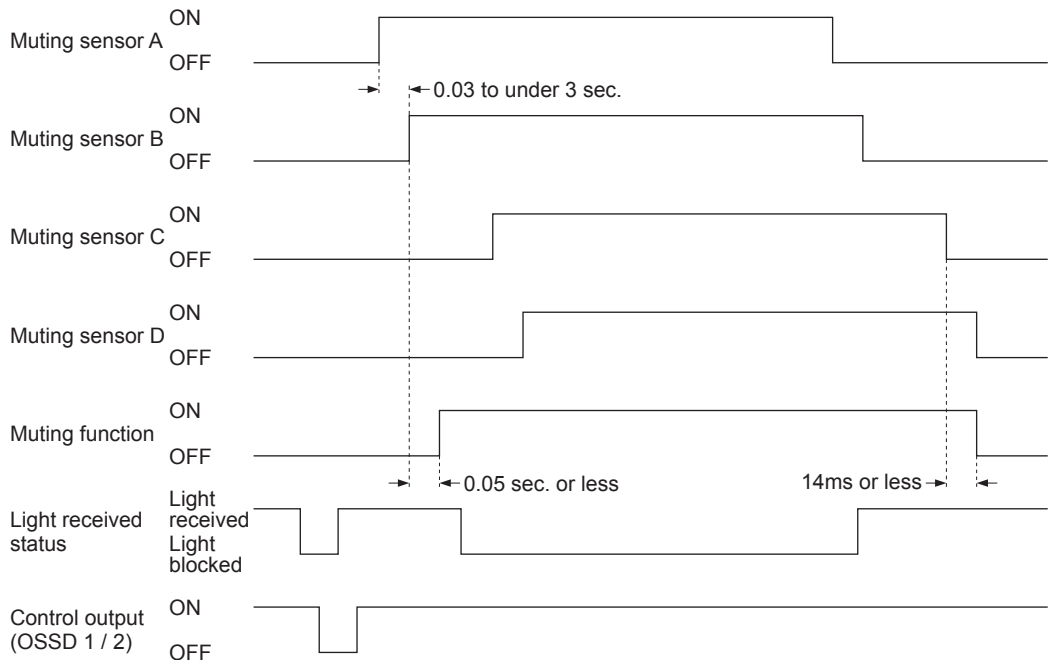 ON
Muting sensor A
OFF
0.03 to under 3 sec.
ON
Muting sensor B
OFF
ON
Muting sensor C
OFF
ON
Muting sensor D
OFF
ON
Muting function
OFF
0.05 sec. or less
14ms or less
Light received
status
Light
received
Light
blocked
Control output
(OSSD 1 / 2)
ON
OFF